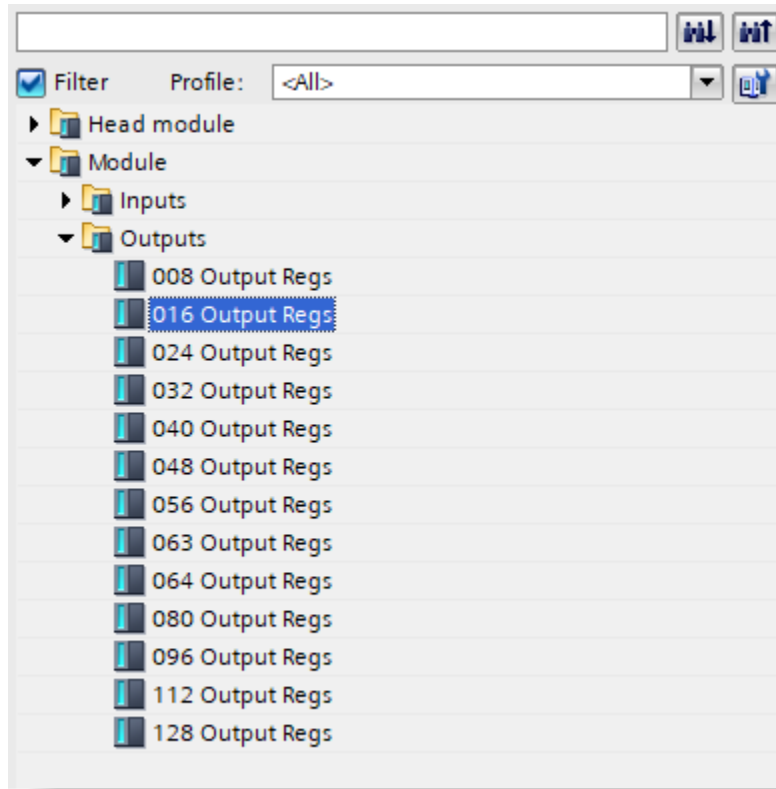 Filter Profile: <All>
Head module
Module
Inputs
Outputs
008 Output Regs
016 Output Regs
024 Output Regs
032 Output Regs
040 Output Regs
048 Output Regs
056 Output Regs
063 Output Regs
064 Output Regs
080 Output Regs
096 Output Regs
112 Output Regs
128 Output Regs